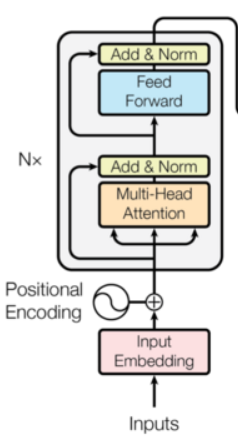 Add & Norm
Feed
Forward
N×
Add & Norm
Multi-Head
Attention
Positional
Encoding
Input
Embedding
Inputs